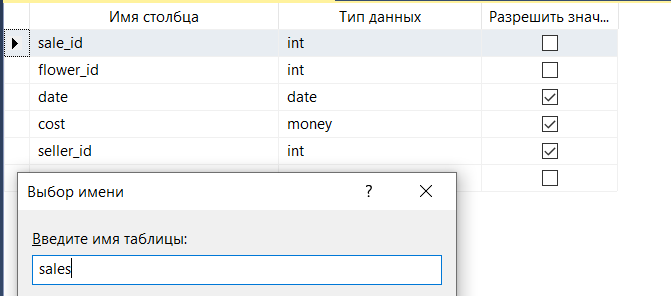 Имя столбца Тип данных Разрешить знач...
sale_id int
flower_id int
date date
cost money
seller_id int
Выбор имени ?
Введите имя таблицы:
sales